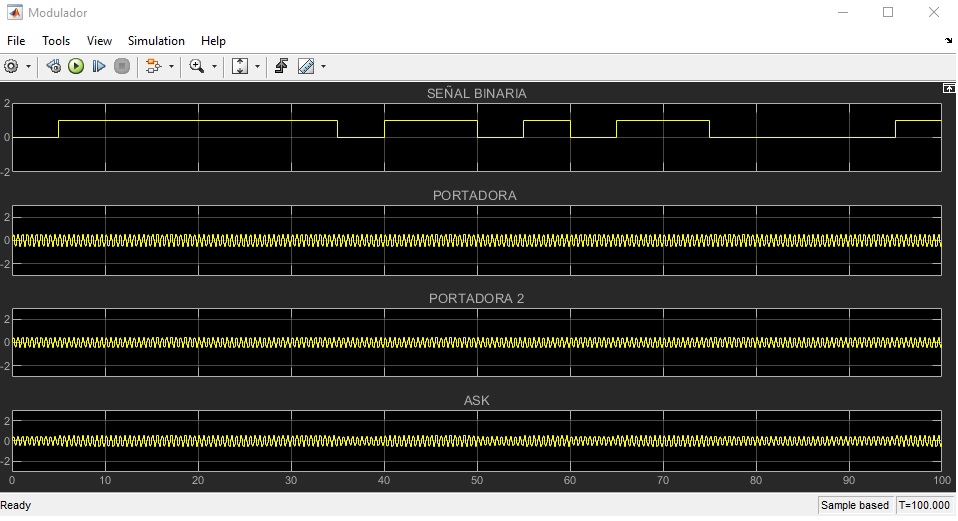 Modulador
File Tools View Simulation Help
SEÑAL BINARIA
2
0
-2
PORTADORA
2
0
-2
PORTADORA 2
2
0
-2
ASK
2
0
-2
0 10 20 30 40 50 60 70 80 90 100
Ready Sample based T=100.000